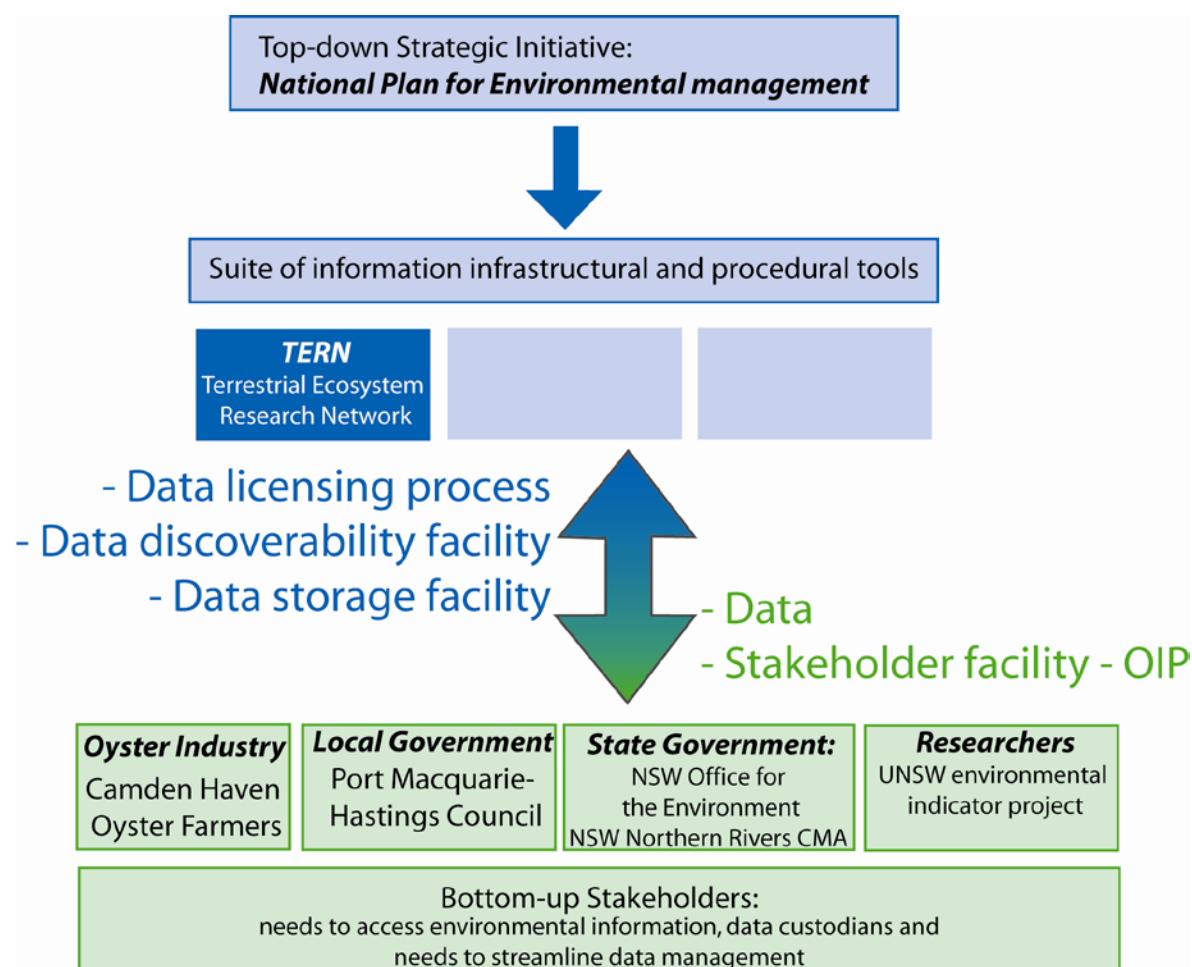 Top-down Strategic Initiative:
National Plan for Environmental management
Suite of information infrastructural and procedural tools
TERN
Terrestrial Ecosystem
Research Network
- Data licensing process
- Data discoverability facility
- Data storage facility
- Data
- Stakeholder facility - OIP
Oyster Industry
Camden Haven
Oyster Farmers
Local Government
Port Macquarie-
Hastings Council
State Government:
NSW Office for
the Environment
NSW Northern Rivers CMA
Researchers
UNSW environmental
indicator project
Bottom-up Stakeholders:
needs to access environmental information, data custodians and
needs to streamline data management